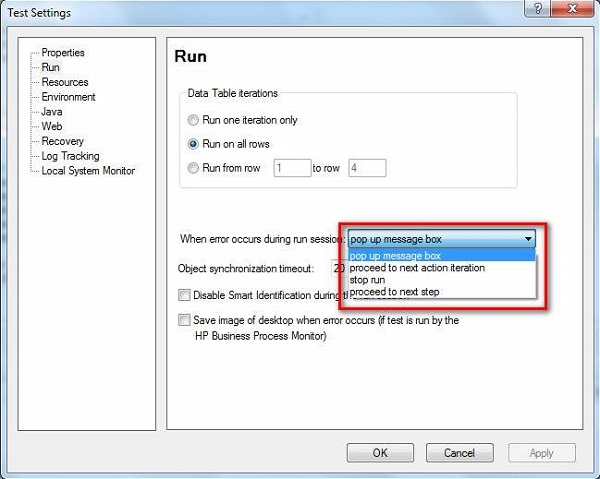 Test Settings
Properties
Run
Resources
Environment
Java
Web
Recovery
Log Tracking
Local System Monitor
Run
Data Table iterations
Run one iteration only
Run on all rows
Run from row 1 to row 4
When error occurs during run session: pop up message box
pop up message box
Object synchronization timeout: 20
proceed to next action iteration
stop run
Disable Smart Identification during the run session
proceed to next step
Save image of desktop when error occurs (if test is run by the
HP Business Process Monitor)
OK Cancel Apply